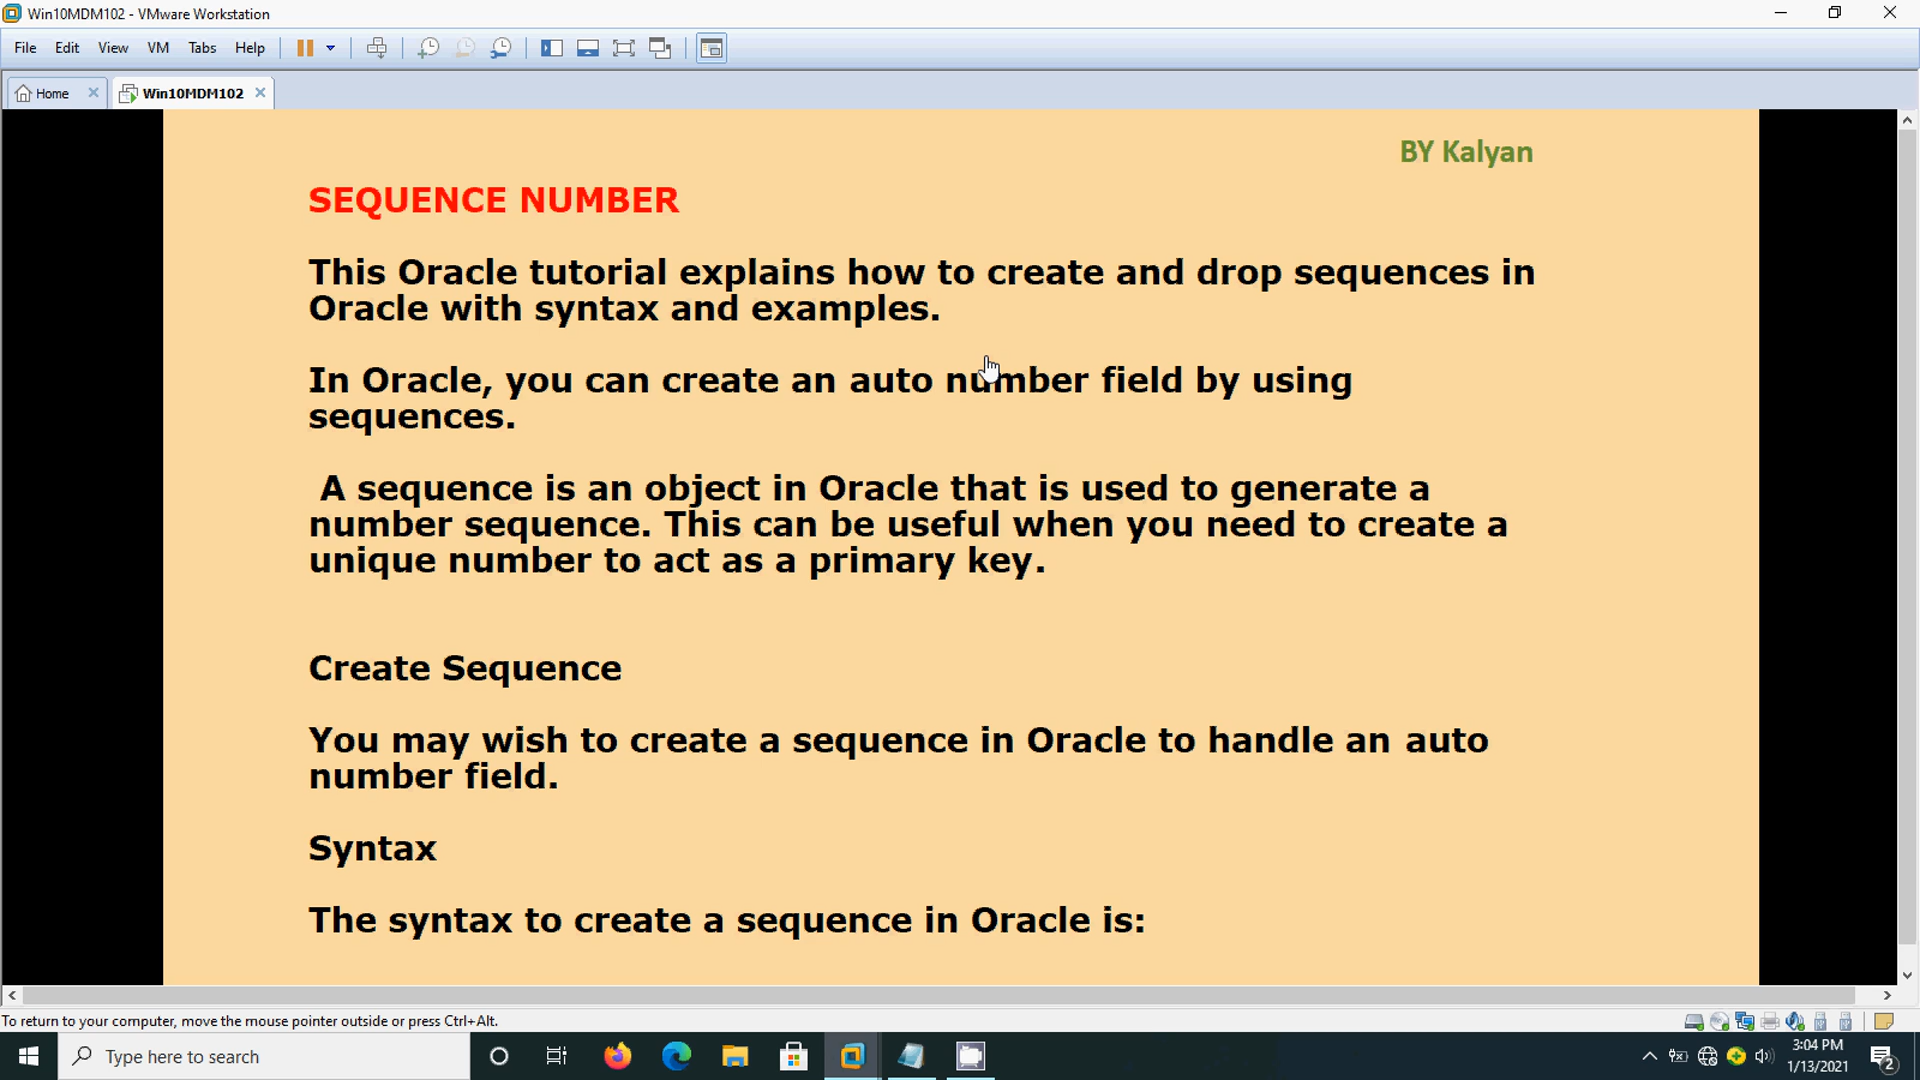 Win10MDM102 - VMware Workstation
File Edit View VM Tabs Help
Home Win10MDM102
BY Kalyan
SEQUENCE NUMBER
This Oracle tutorial explains how to create and drop sequences in
Oracle with syntax and examples.
In Oracle, you can create an auto number field by using
sequences.
A sequence is an object in Oracle that is used to generate a
number sequence. This can be useful when you need to create a
unique number to act as a primary key.
Create Sequence
You may wish to create a sequence in Oracle to handle an auto
number field.
Syntax
The syntax to create a sequence in Oracle is:
To return to your computer, move the mouse pointer outside or press Ctrl+Alt.
Type here to search
3:04 PM
1/13/2021
2